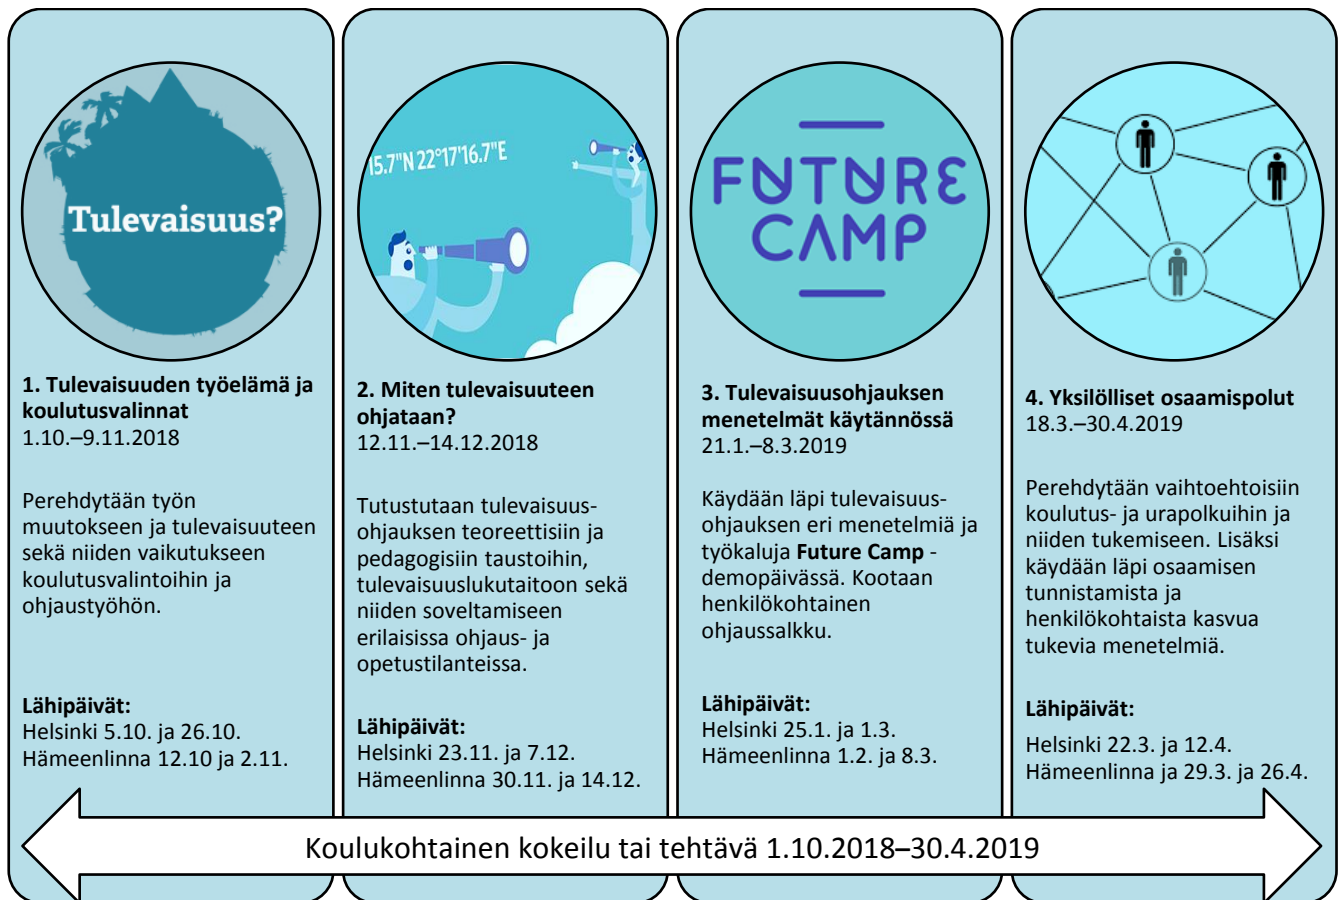 Tulevaisuus?
1. Tulevaisuuden työelämä ja
koulutusvalinnat
1.10.–9.11.2018
Perehdytään työn
muutokseen ja tulevaisuuteen
sekä niiden vaikutukseen
koulutusvalintoihin ja
ohjaustyöhön.
Lähipäivät:
Helsinki 5.10. ja 26.10.
Hämeenlinna 12.10 ja 2.11.
15.7"N 22°17'16.7"E
2. Miten tulevaisuuteen
ohjataan?
12.11.–14.12.2018
Tutustutaan tulevaisuus-
ohjauksen teoreettisiin ja
pedagogisiin taustoihin,
tulevaisuuslukutaitoon sekä
niiden soveltamiseen
erilaisissa ohjaus- ja
opetustilanteissa.
Lähipäivät:
Helsinki 23.11. ja 7.12.
Hämeenlinna 30.11. ja 14.12.
FUTURE
CAMP
3. Tulevaisuusohjauksen
menetelmät käytännössä
21.1.–8.3.2019
Käydään läpi tulevaisuus-
ohjauksen eri menetelmiä ja
työkaluja Future Camp -
demopäivässä. Kootaan
henkilökohtainen
ohjaussalkku.
Lähipäivät:
Helsinki 25.1. ja 1.3.
Hämeenlinna 1.2. ja 8.3.
4. Yksilölliset osaamispolut
18.3.–30.4.2019
Perehdytään vaihtoehtoisiin
koulutus- ja urapolkuihin ja
niiden tukemiseen. Lisäksi
käydään läpi osaamisen
tunnistamista ja
henkilökohtaista kasvua
tukevia menetelmiä.
Lähipäivät:
Helsinki 22.3. ja 12.4.
Hämeenlinna ja 29.3. ja 26.4.
Koulukohtainen kokeilu tai tehtävä 1.10.2018–30.4.2019